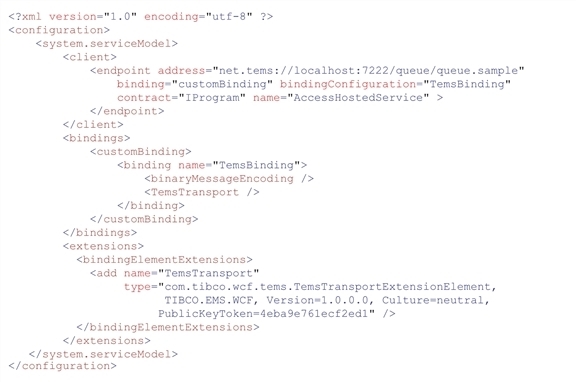 <?xml version="1.0" encoding="utf-8" ?>
<configuration>
<system.serviceModel>
<client>
<endpoint address="net.tems://localhost:7222/queue/queue.sample"
binding="customBinding" bindingConfiguration="TemsBinding"
contract="IProgram" name="AccessHostedService" >
</endpoint>
</client>
<bindings>
<customBinding>
<binding name="TemsBinding">
<binaryMessageEncoding />
<TemsTransport />
</binding>
</customBinding>
</bindings>
<extensions>
<bindingElementExtensions>
<add name="TemsTransport"
type="com.tibco.wcf.tems.TemsTransportExtensionElement,
TIBCO.EMS.WCF, Version=1.0.0.0, Culture=neutral,
PublicKeyToken=4eba9e761ecf2ed1" />
</bindingElementExtensions>
</extensions>
</system.serviceModel>
</configuration>